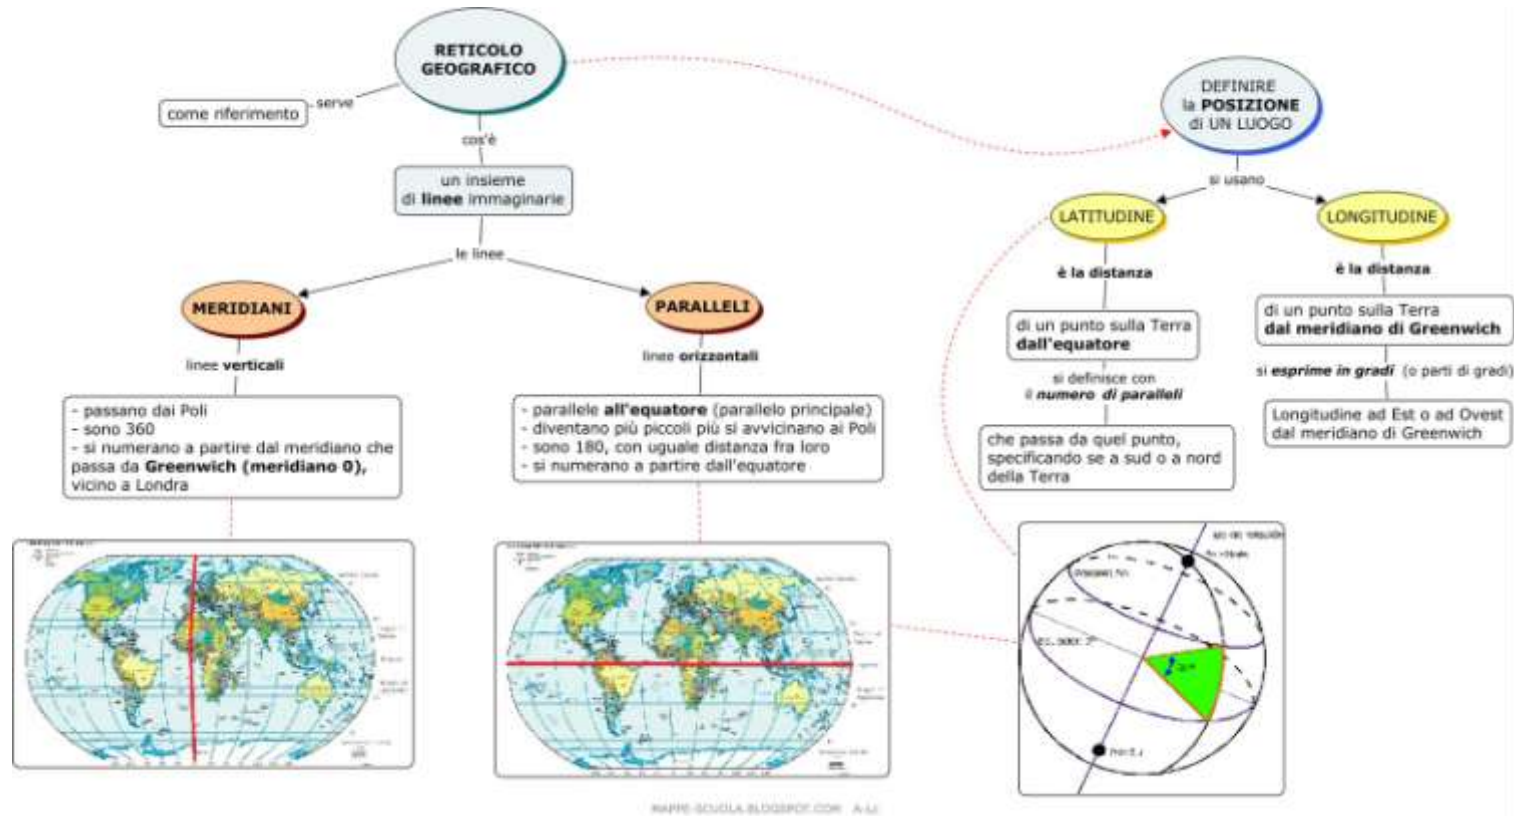 RETICOLO
GEOGRAFICO
serve
come riferimento
cos'è
un insieme
di linee immaginarie
le linee
MERIDIANI
linee verticali
- passano dai Poli
- sono 360
- si numerano a partire dal meridiano che
passa da Greenwich (meridiano 0),
vicino a Londra
PARALLELI
linee orizzontali
- parallele all'equatore (parallelo principale)
- diventano più piccoli più si avvicinano ai Poli
- sono 180, con uguale distanza fra loro
- si numerano a partire dall'equatore
DEFINIRE
la POSIZIONE
di UN LUOGO
si usano
LATITUDINE
è la distanza
di un punto sulla Terra
dall'equatore
si definisce con
il numero di paralleli
che passa da quel punto,
specificando se a sud o a nord
della Terra
LONGITUDINE
è la distanza
di un punto sulla Terra
dal meridiano di Greenwich
si esprime in gradi (o parti di gradi)
Longitudine ad Est o ad Ovest
dal meridiano di Greenwich
MAPPE-SCUOLA.BLOGSPOT.COM